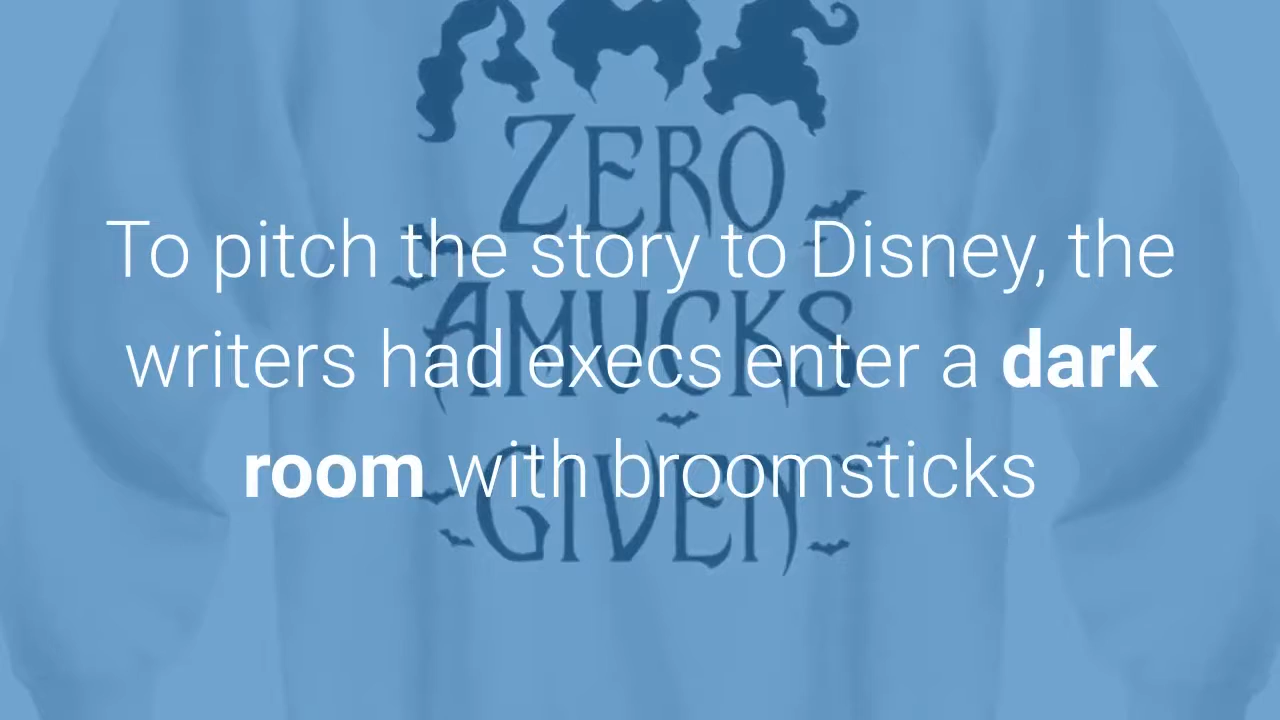 ZERO
To pitch the story to Disney, the
AMUCKS
writers had execs enter a dark
GIVEN
room with broomsticks